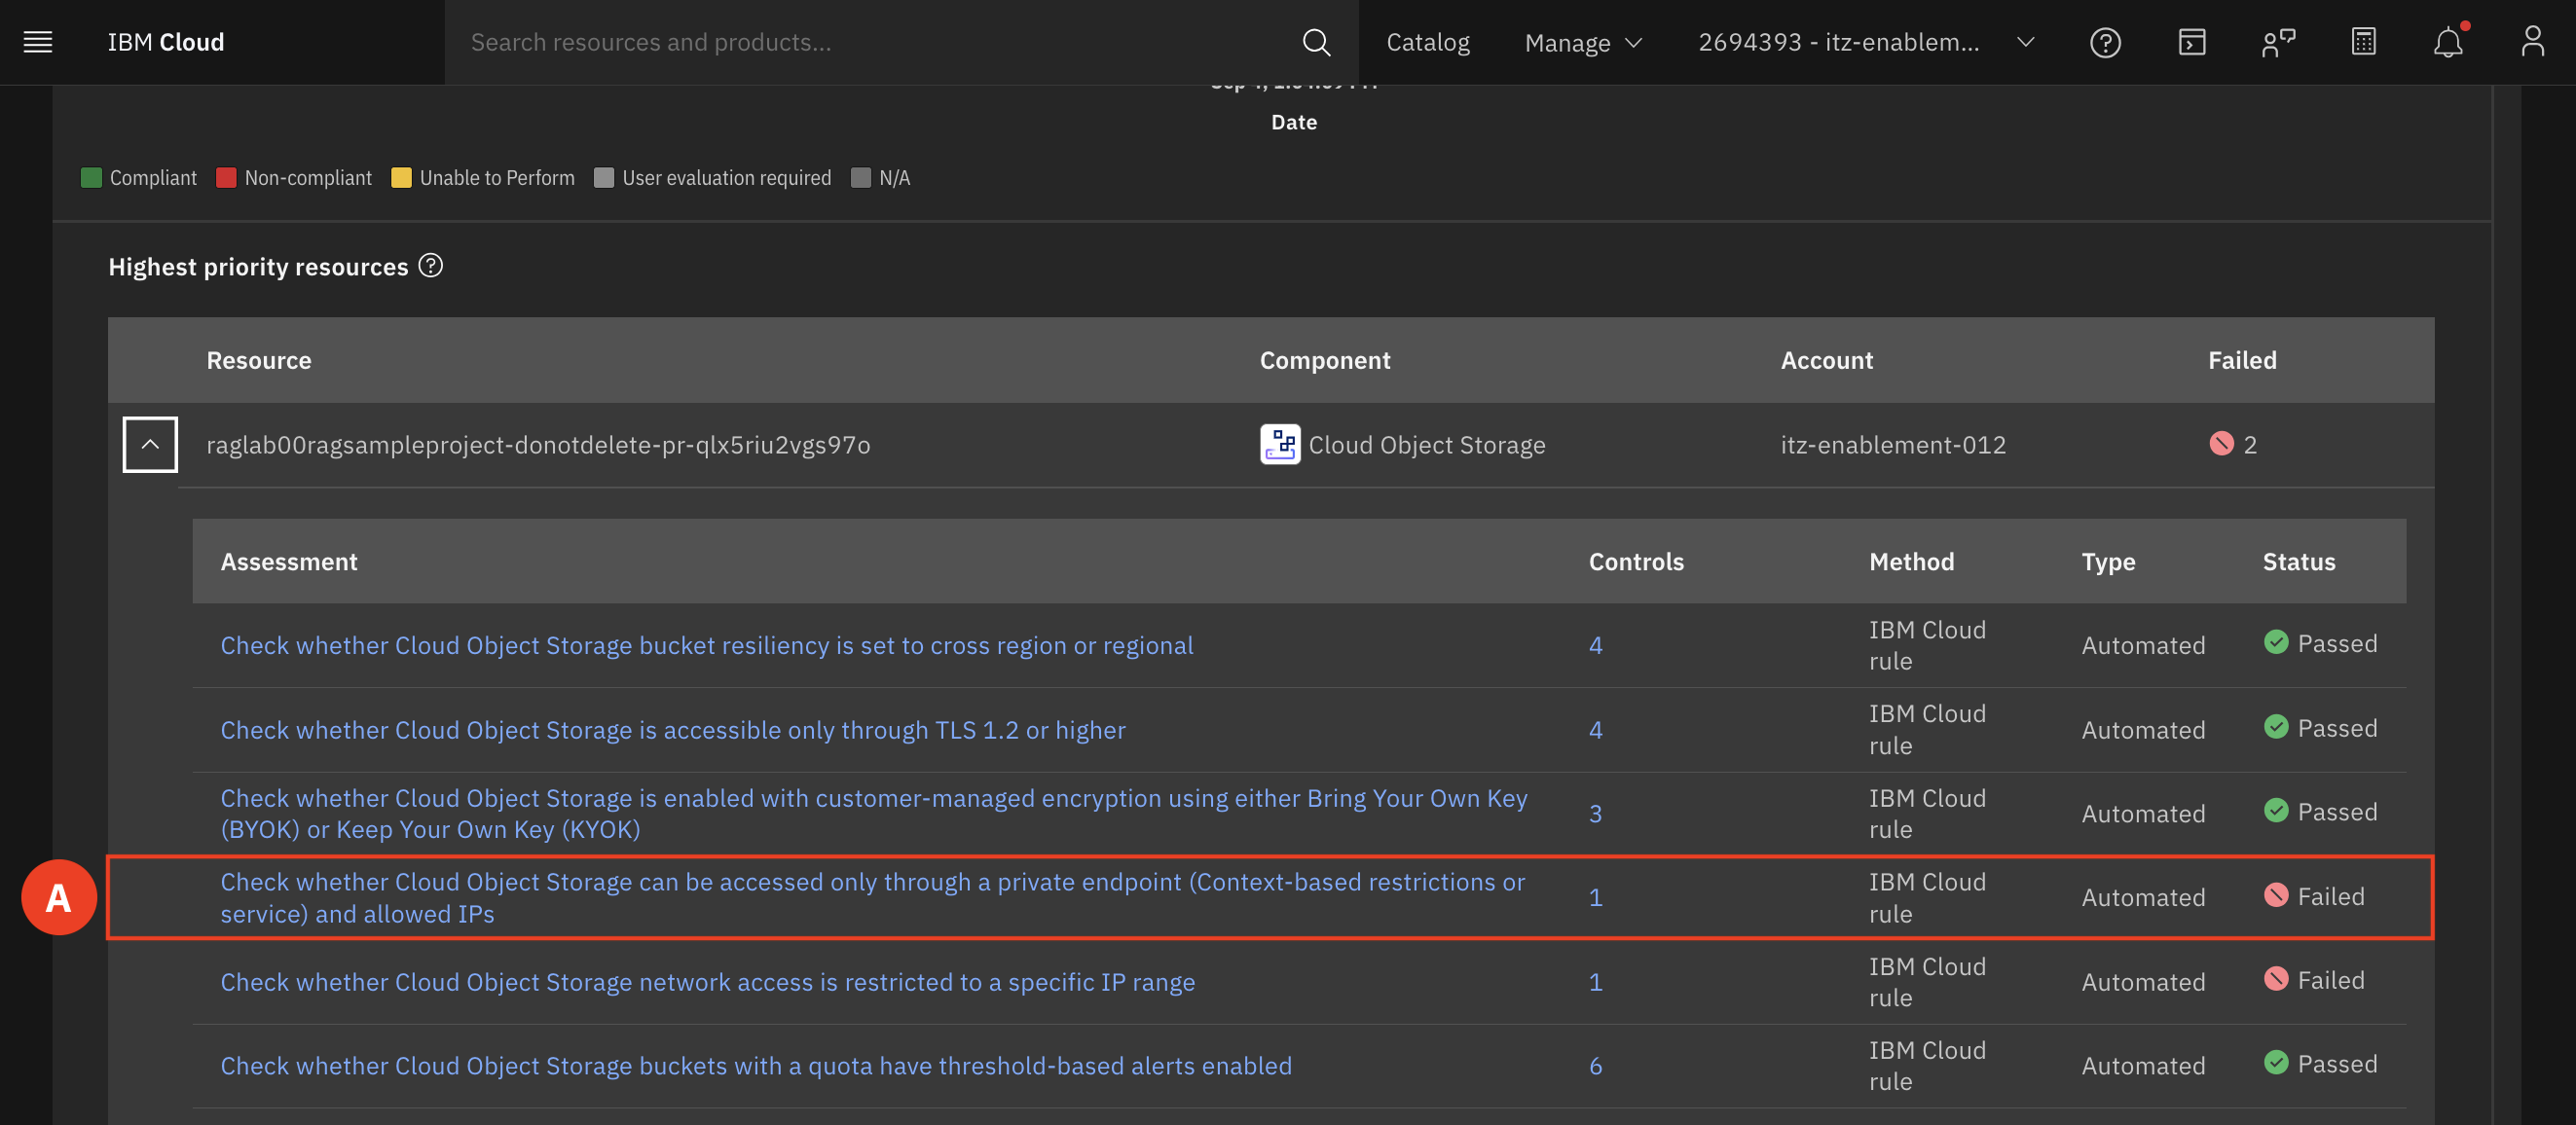 IBM Cloud
Search resources and products...
Catalog
Manage
2694393 - itz-enablem...
Date
Compliant
Non-compliant
Unable to Perform
User evaluation required
N/A
Highest priority resources
Resource Component Account Failed
raglab00ragsampleproject-donotdelete-pr-qlx5riu2vgs97o Cloud Object Storage itz-enablement-012 2
Assessment Controls Method Type Status
Check whether Cloud Object Storage bucket resiliency is set to cross region or regional 4 IBM Cloud
rule Automated Passed
Check whether Cloud Object Storage is accessible only through TLS 1.2 or higher 4 IBM Cloud
rule Automated Passed
Check whether Cloud Object Storage is enabled with customer-managed encryption using either Bring Your Own Key
(BYOK) or Keep Your Own Key (KYOK) 3 IBM Cloud
rule Automated Passed
A
Check whether Cloud Object Storage can be accessed only through a private endpoint (Context-based restrictions or
service) and allowed IPs 1 IBM Cloud
rule Automated Failed
Check whether Cloud Object Storage network access is restricted to a specific IP range 1 IBM Cloud
rule Automated Failed
Check whether Cloud Object Storage buckets with a quota have threshold-based alerts enabled 6 IBM Cloud
rule Automated Passed